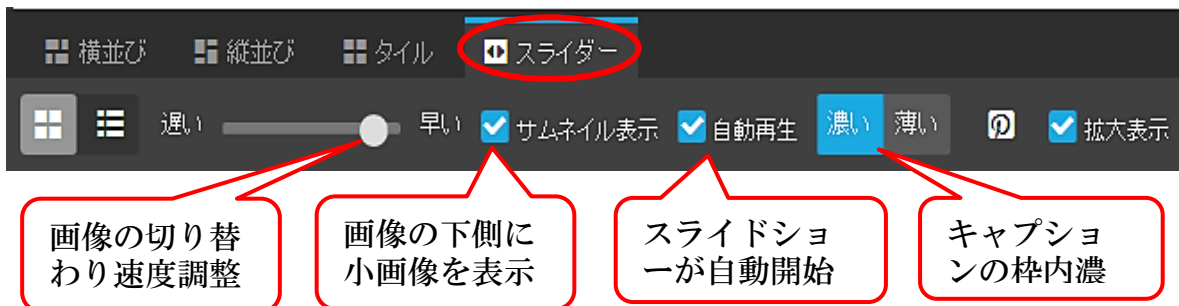 横並び 縦並び タイル スライダー
遅い 早い サムネイル表示 自動再生 濃い 薄い 拡大表示
画像の切り替
わり速度調整
画像の下側に
小画像を表示
スライドショ
ーが自動開始
キャプショ
ンの枠内濃